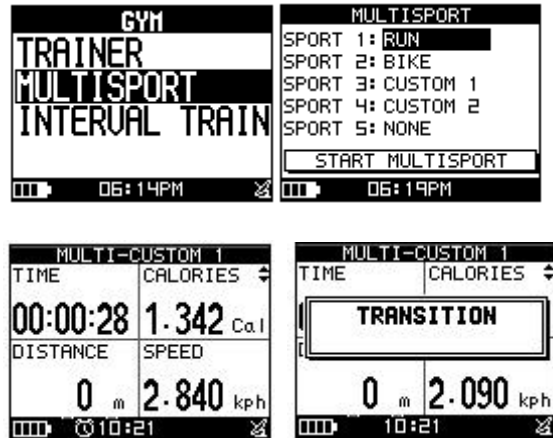 GYM
TRAINER
MULTISPORT
INTERVAL TRAIN
06:14PM
MULTISPORT
SPORT 1: RUN
SPORT 2: BIKE
SPORT 3: CUSTOM 1
SPORT 4: CUSTOM 2
SPORT 5: NONE
START MULTISPORT
06:19PM
MULTI-CUSTOM 1
TIME CALORIES
00:00:28 1.342 Cal
DISTANCE SPEED
0 m 2.840 kph
10:21
MULTI-CUSTOM 1
TIME CALORIES
TRANSITION
0 m 2.090 kph
10:21